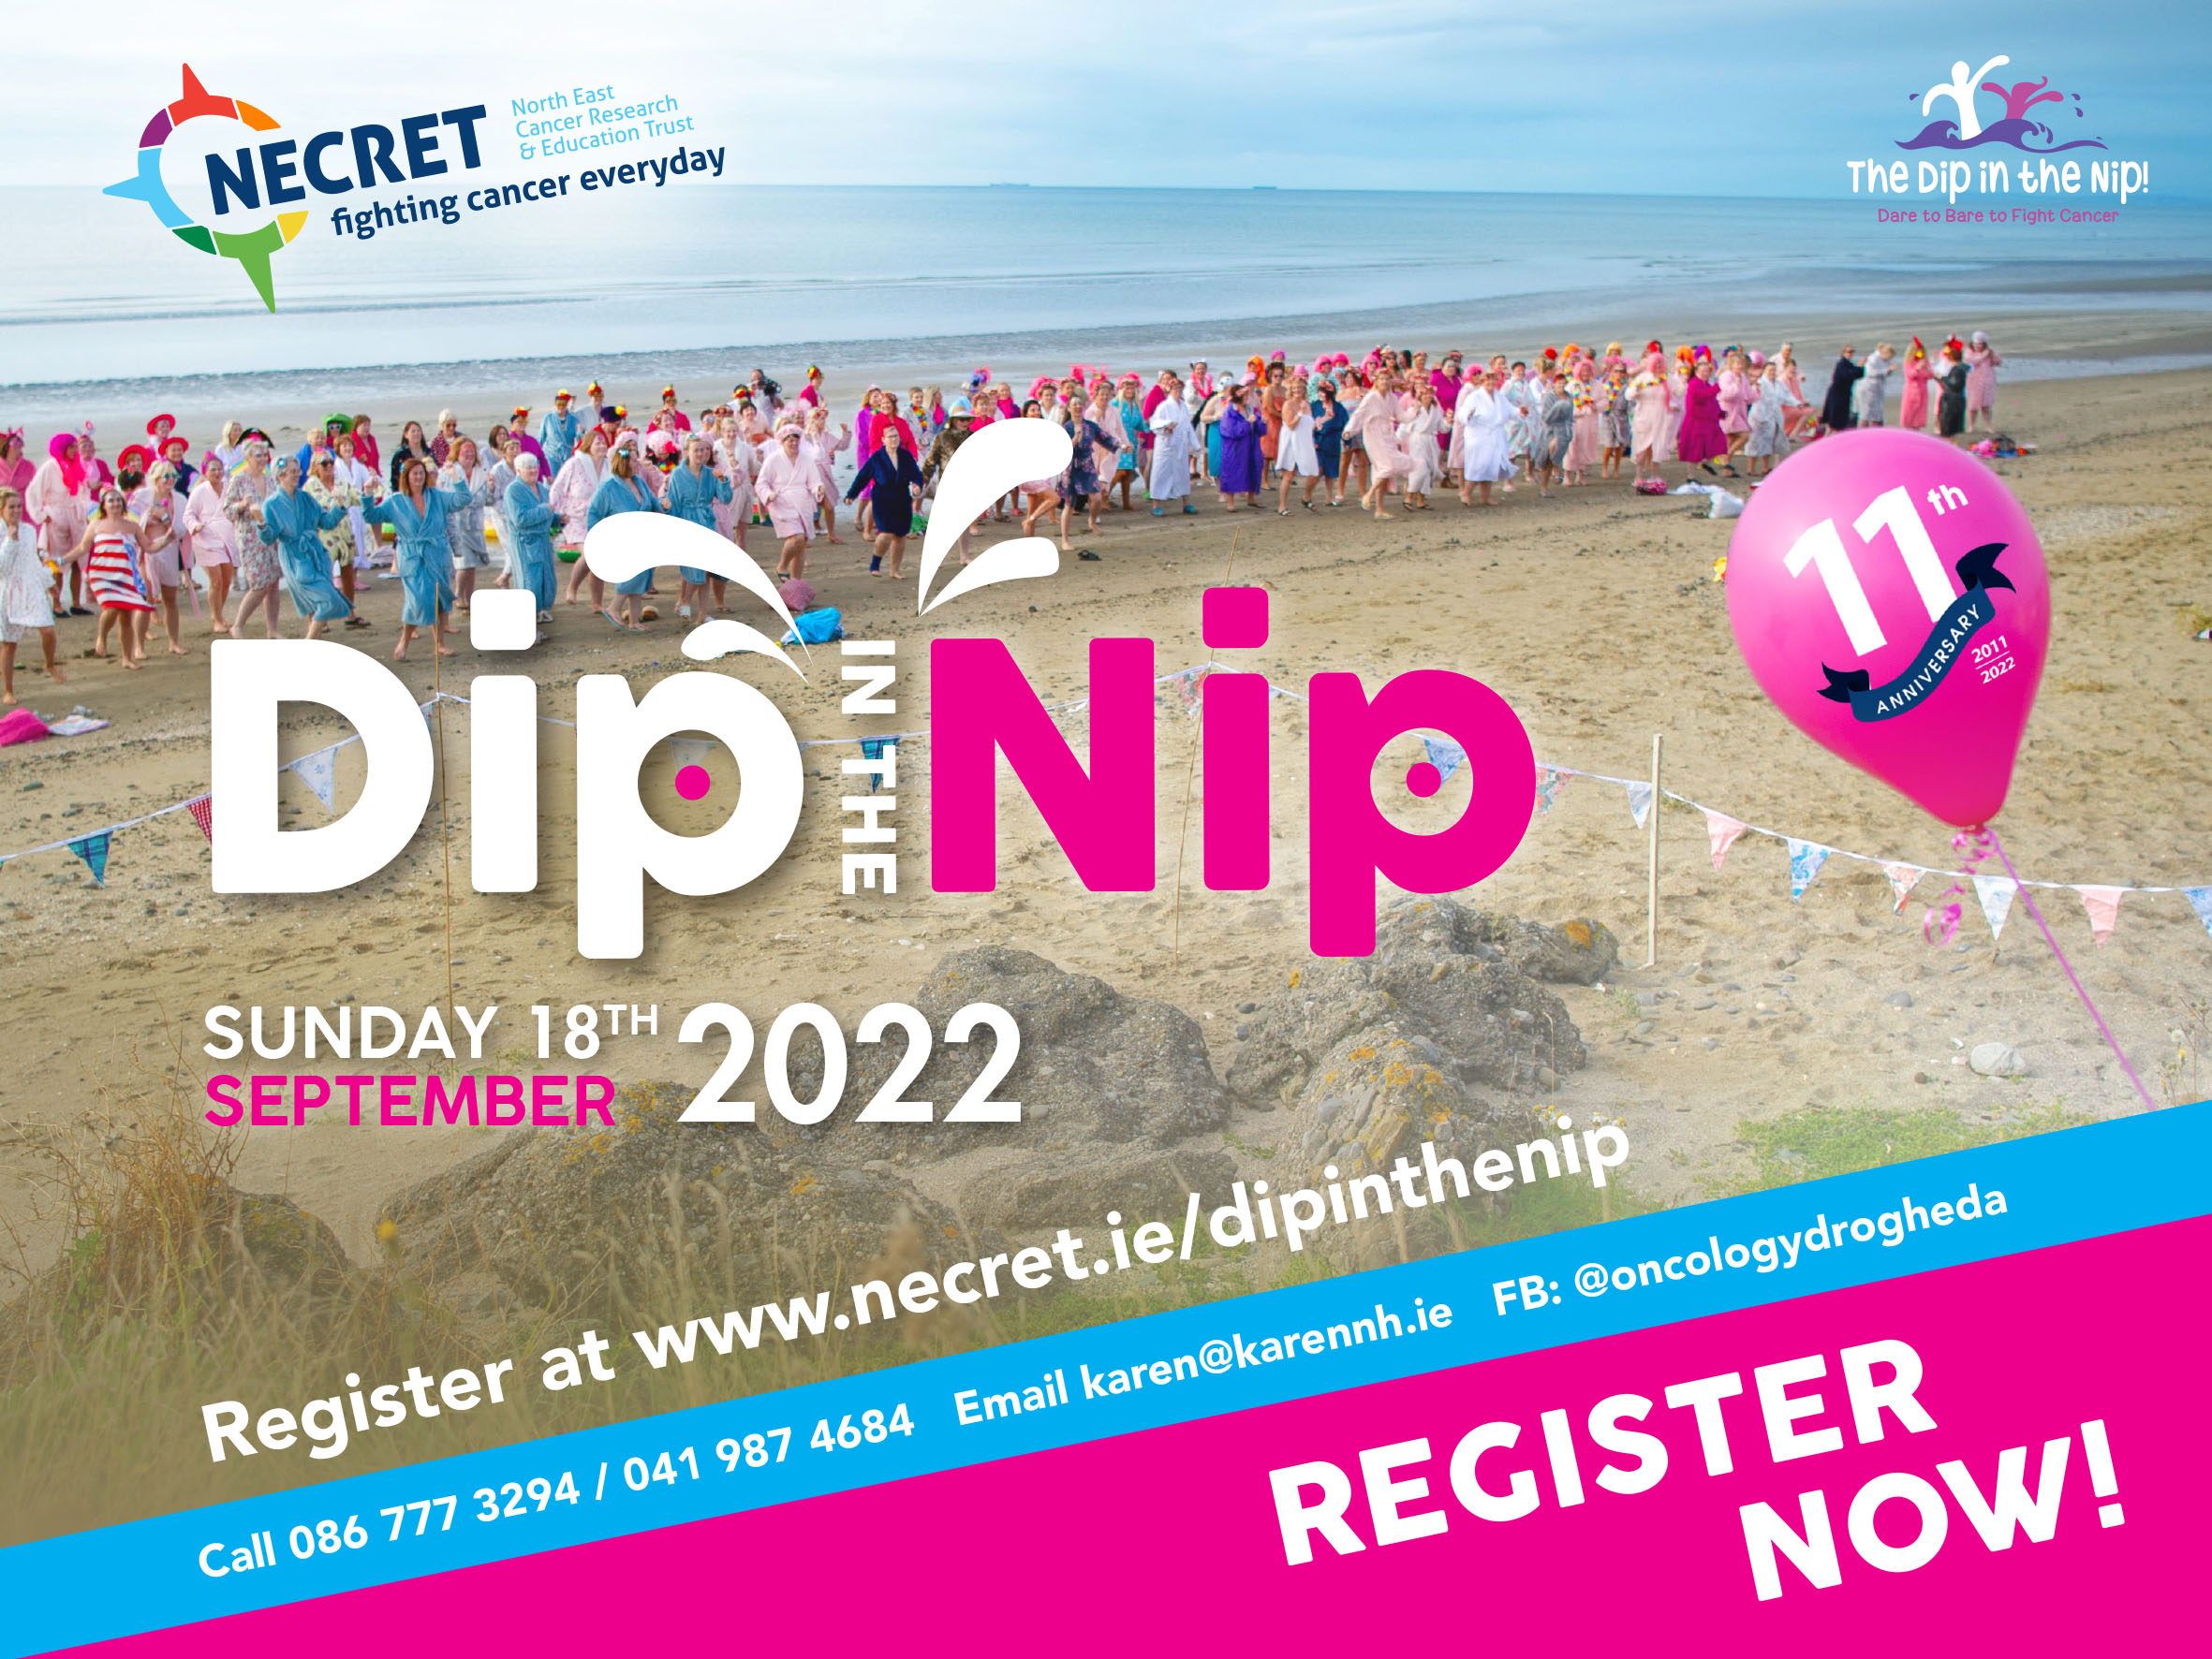 NECRET
North East
Cancer Research
& Education Trust
fighting cancer everyday
The Dip in the Nip!
Dare to Bare to Fight Cancer
11th
ANNIVERSARY
2011
2022
Dip IN THE Nip
SUNDAY 18TH
SEPTEMBER 2022
Register at www.necret.ie/dipinthenip
Call 086 777 3294 / 041 987 4684 Email karen@karennh.ie FB: @oncologydrogheda
REGISTER
NOW!